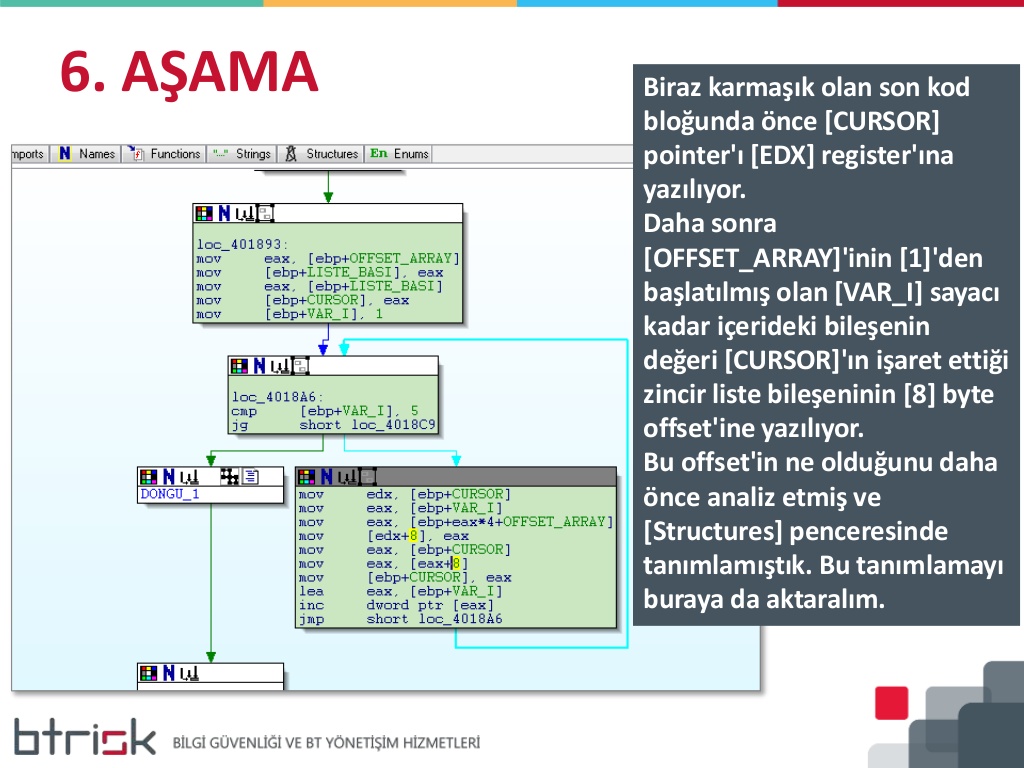 6. AŞAMA
Biraz karmaşık olan son kod
bloğunda önce [CURSOR]
pointer'ı [EDX] register'ına
yazılıyor.
Daha sonra
[OFFSET_ARRAY]'inin [1]'den
başlatılmış olan [VAR_I] sayacı
kadar içerideki bileşenin
değeri [CURSOR]'ın işaret ettiği
zincir liste bileşeninin [8] byte
offset'ine yazılıyor.
Bu offset'in ne olduğunu daha
önce analiz etmiş ve
[Structures] penceresinde
tanımlamıştık. Bu tanımlamayı
buraya da aktaralım.
mports N Names Functions "..." Strings Structures En Enums
loc_401893:
mov eax, [ebp+OFFSET_ARRAY]
mov [ebp+LISTE_BASI], eax
mov eax, [ebp+LISTE_BASI]
mov [ebp+CURSOR], eax
mov [ebp+VAR_I], 1
loc_4018A6:
cmp [ebp+VAR_I], 5
jg short loc_4018C9
DONGU_1
mov edx, [ebp+CURSOR]
mov eax, [ebp+VAR_I]
mov eax, [ebp+eax*4+OFFSET_ARRAY]
mov [edx+8], eax
mov eax, [ebp+CURSOR]
mov eax, [eax+8]
mov [ebp+CURSOR], eax
lea eax, [ebp+VAR_I]
inc dword ptr [eax]
jmp short loc_4018A6
btrisk BİLGİ GÜVENLİĞİ VE BT YÖNETİŞİM HİZMETLERİ